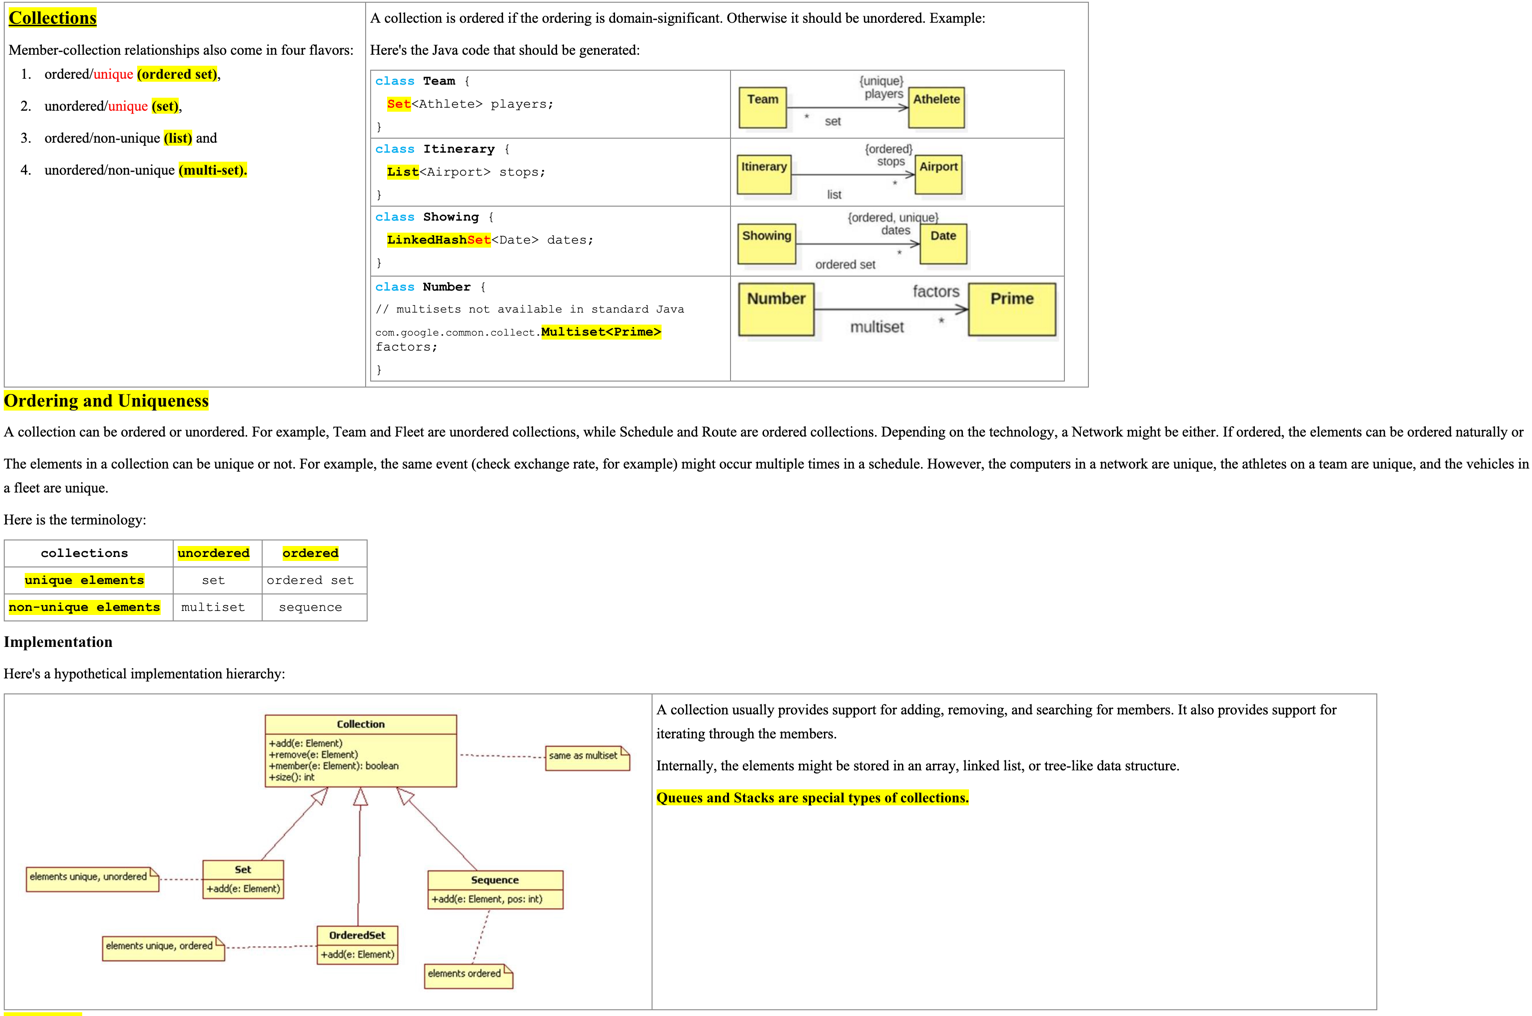 Collections
Member-collection relationships also come in four flavors:
1. ordered/unique (ordered set),
2. unordered/unique (set),
3. ordered/non-unique (list) and
4. unordered/non-unique (multi-set).
A collection is ordered if the ordering is domain-significant. Otherwise it should be unordered. Example:
Here's the Java code that should be generated:
class Team {
Set<Athlete> players;
}
Team
{unique}
players
Athelete
*
set
class Itinerary {
List<Airport> stops;
}
Itinerary
{ordered}
stops
Airport
*
list
class Showing {
LinkedHashSet<Date> dates;
}
Showing
{ordered, unique}
dates
Date
*
ordered set
class Number {
// multisets not available in standard Java
com.google.common.collect.Multiset<Prime>
factors;
}
Number
factors
Prime
*
multiset
Ordering and Uniqueness
A collection can be ordered or unordered. For example, Team and Fleet are unordered collections, while Schedule and Route are ordered collections. Depending on the technology, a Network might be either. If ordered, the elements can be ordered naturally or
The elements in a collection can be unique or not. For example, the same event (check exchange rate, for example) might occur multiple times in a schedule. However, the computers in a network are unique, the athletes on a team are unique, and the vehicles in
a fleet are unique.
Here is the terminology:
collections unordered ordered
unique elements set ordered set
non-unique elements multiset sequence
Implementation
Here's a hypothetical implementation hierarchy:
Collection
+add(e: Element)
+remove(e: Element)
+member(e: Element): boolean
+size(): int
same as multiset
elements unique, unordered
Set
+add(e: Element)
Sequence
+add(e: Element, pos: int)
elements unique, ordered
OrderedSet
+add(e: Element)
elements ordered
A collection usually provides support for adding, removing, and searching for members. It also provides support for
iterating through the members.
Internally, the elements might be stored in an array, linked list, or tree-like data structure.
Queues and Stacks are special types of collections.